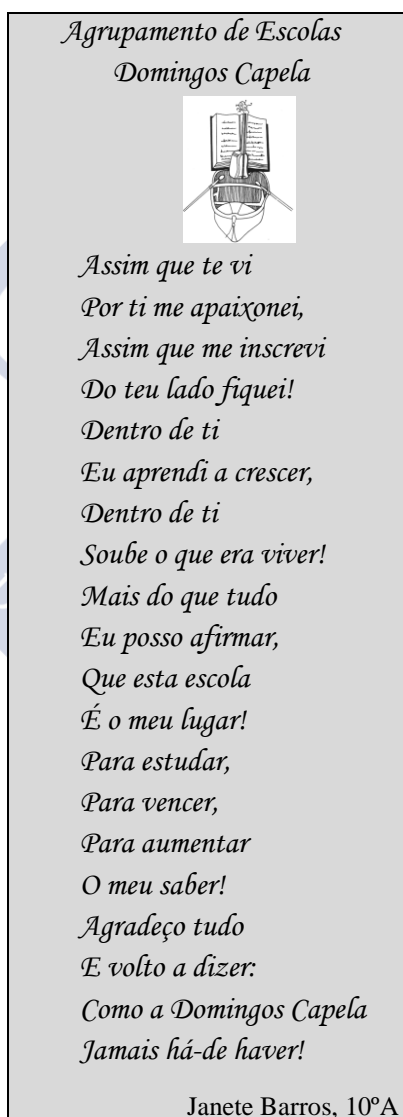 Agrupamento de Escolas
Domingos Capela
Assim que te vi
Por ti me apaixonei,
Assim que me inscrevi
Do teu lado fiquei!
Dentro de ti
Eu aprendi a crescer,
Dentro de ti
Soube o que era viver!
Mais do que tudo
Eu posso afirmar,
Que esta escola
É o meu lugar!
Para estudar,
Para vencer,
Para aumentar
O meu saber!
Agradeço tudo
E volto a dizer:
Como a Domingos Capela
Jamais há-de haver!
Janete Barros, 10ºA